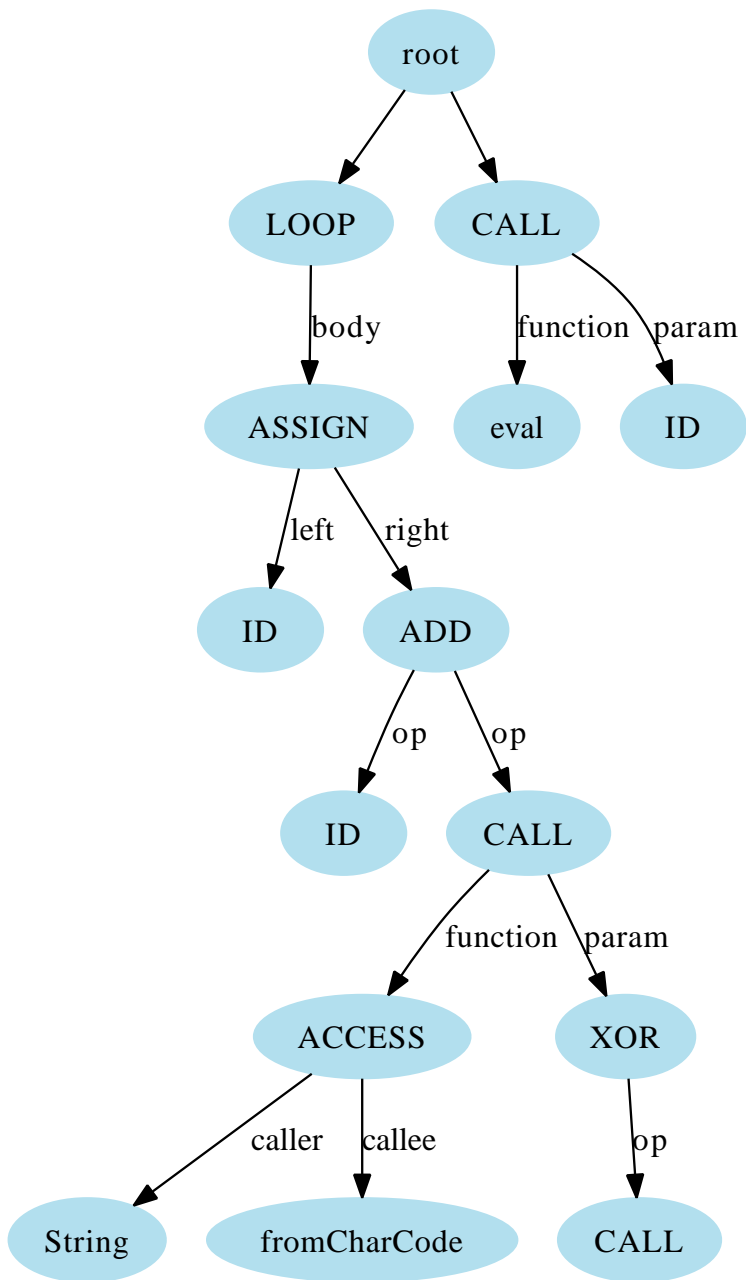 root
LOOP
CALL
body
function
param
ASSIGN
eval
ID
left
right
ID
ADD
op
op
ID
CALL
function
param
ACCESS
XOR
caller
callee
op
String
fromCharCode
CALL